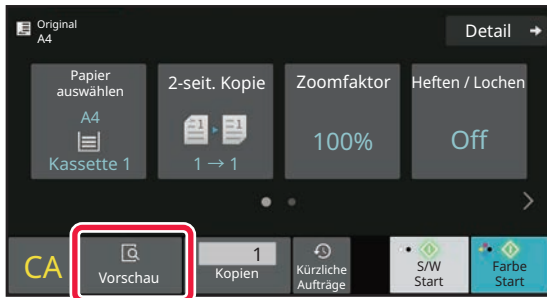 Original
A4
Detail
Papier
auswählen
A4
Kassette 1
2-seit. Kopie
1 → 1
Zoomfaktor
100%
Heften / Lochen
Off
CA
Vorschau
1
Kopien
Kürzliche
Aufträge
S/W
Start
Farbe
Start